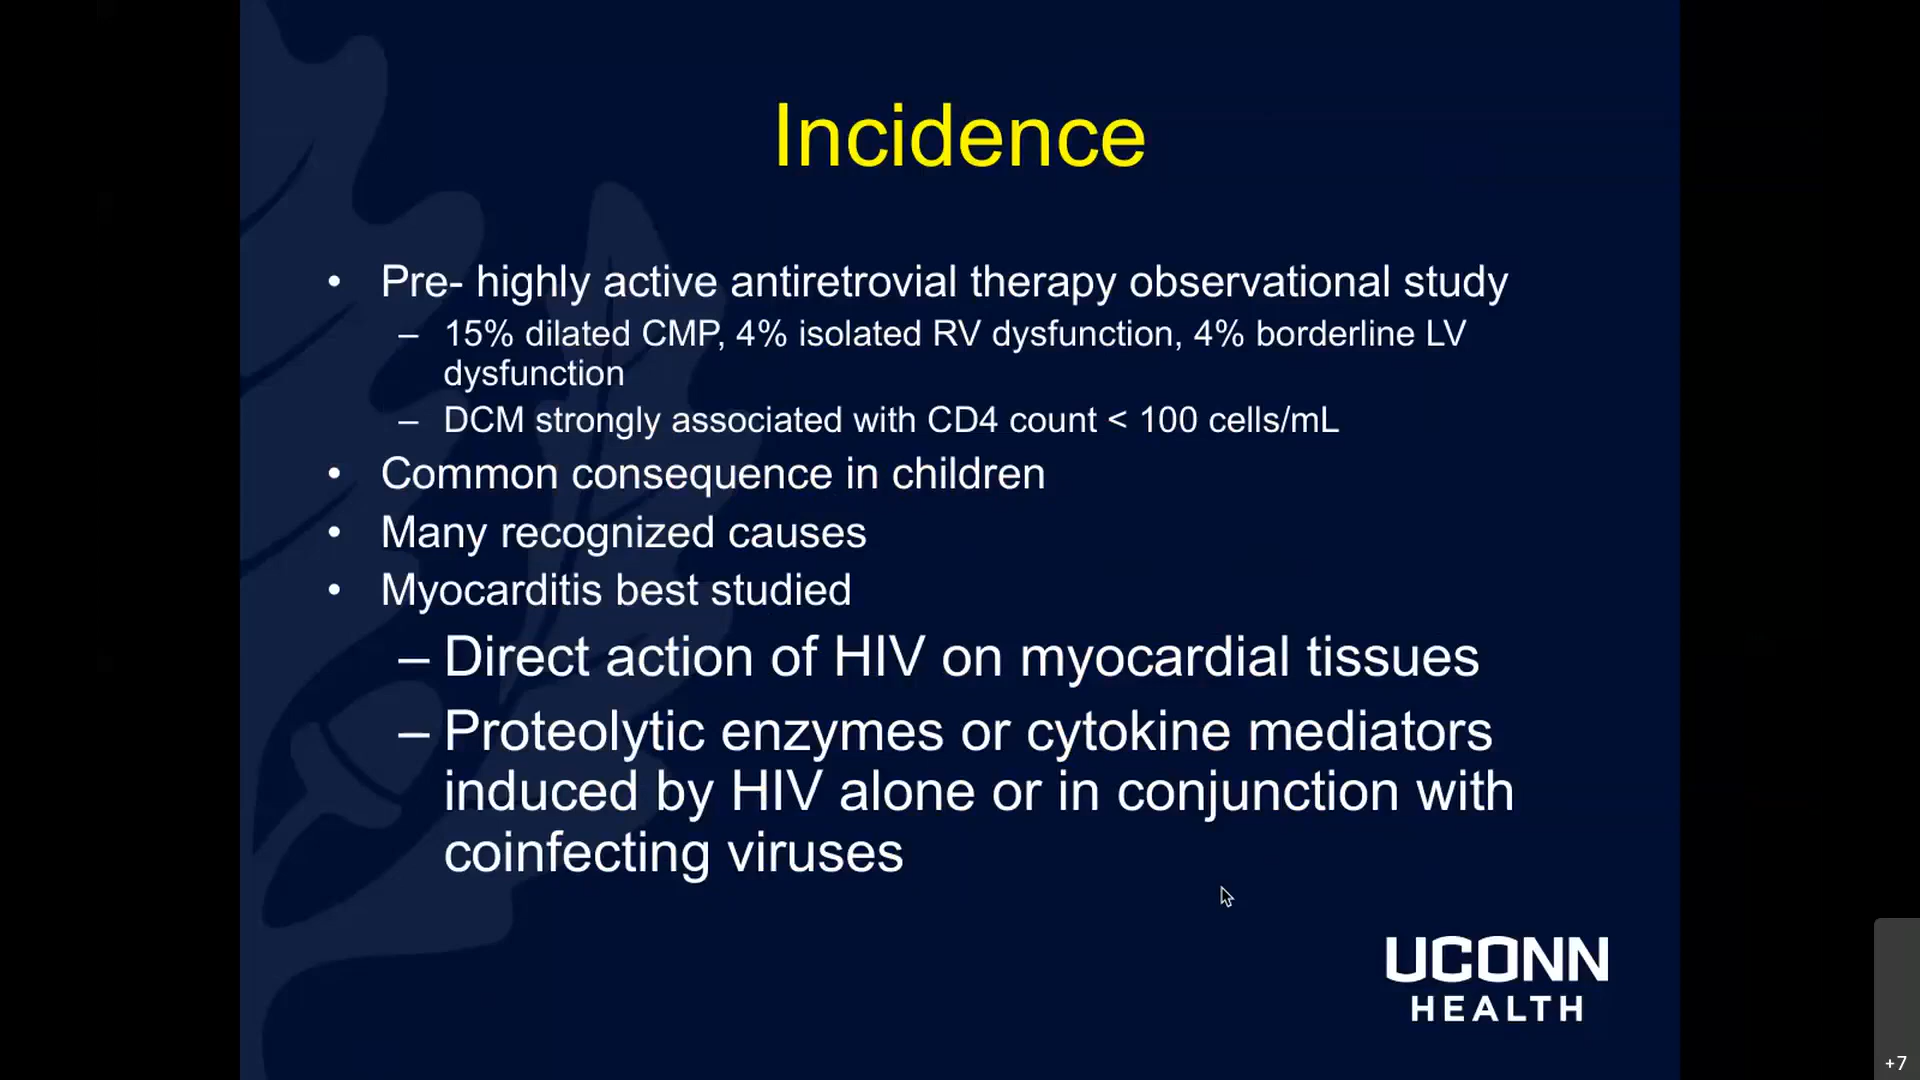 Incidence
• Pre- highly active antiretrovial therapy observational study
– 15% dilated CMP, 4% isolated RV dysfunction, 4% borderline LV
dysfunction
– DCM strongly associated with CD4 count < 100 cells/mL
• Common consequence in children
• Many recognized causes
• Myocarditis best studied
– Direct action of HIV on myocardial tissues
– Proteolytic enzymes or cytokine mediators
induced by HIV alone or in conjunction with
coinfecting viruses
UCONN
HEALTH
+7